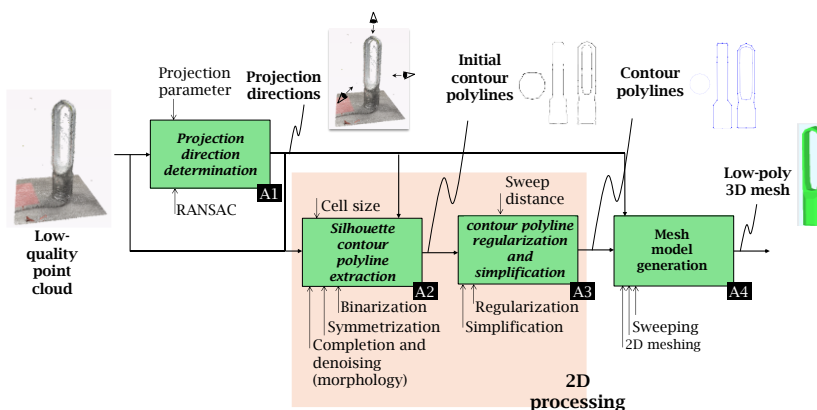 Projection
parameter
Projection
directions
Initial
contour
polylines
Contour
polylines
Projection
direction
determination
A1
RANSAC
Low-
quality
point
cloud
Cell size
Silhouette
contour
polyline
extraction
A2
Binarization
Symmetrization
Completion and
denoising
(morphology)
Sweep
distance
contour polyline
regularization
and
simplification
A3
Regularization
Simplification
2D
processing
Mesh
model
generation
A4
Sweeping
2D meshing
Low-poly
3D mesh